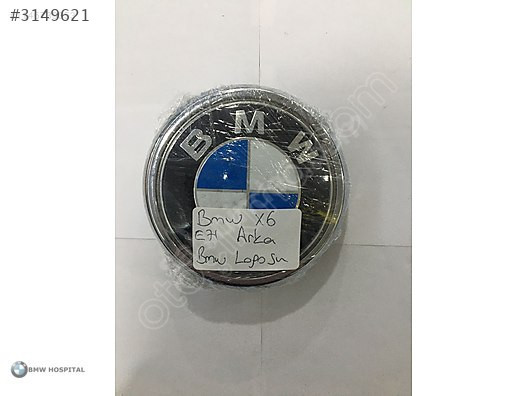 #3149621
BMW
Bmw X6
E71 Arka
Bmw Logosu
BMW HOSPITAL